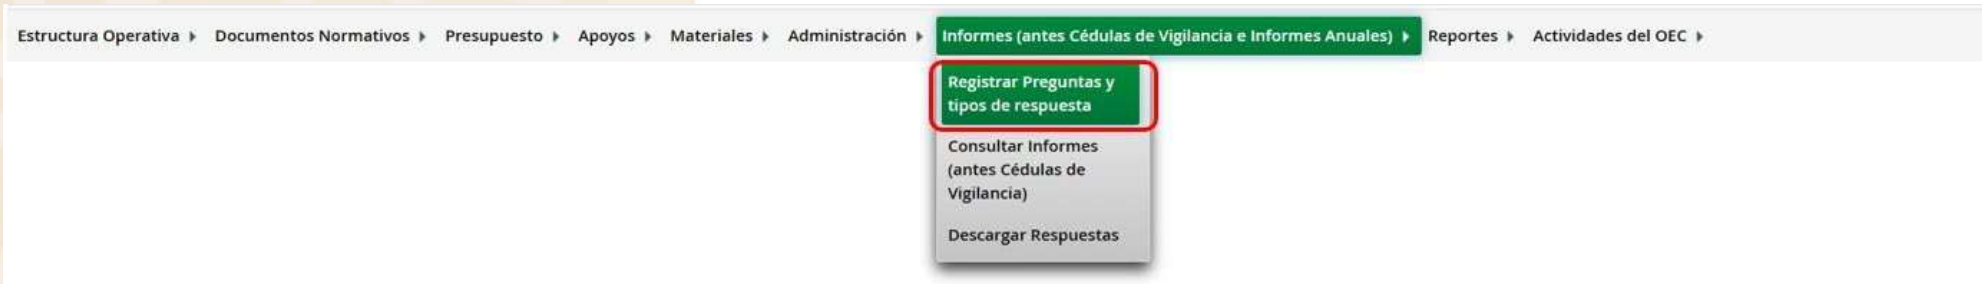 Estructura Operativa Documentos Normativos Presupuesto Apoyos Materiales Administración Informes (antes Cédulas de Vigilancia e Informes Anuales) Reportes Actividades del OEC
Registrar Preguntas y
tipos de respuesta
Consultar Informes
(antes Cédulas de
Vigilancia)
Descargar Respuestas